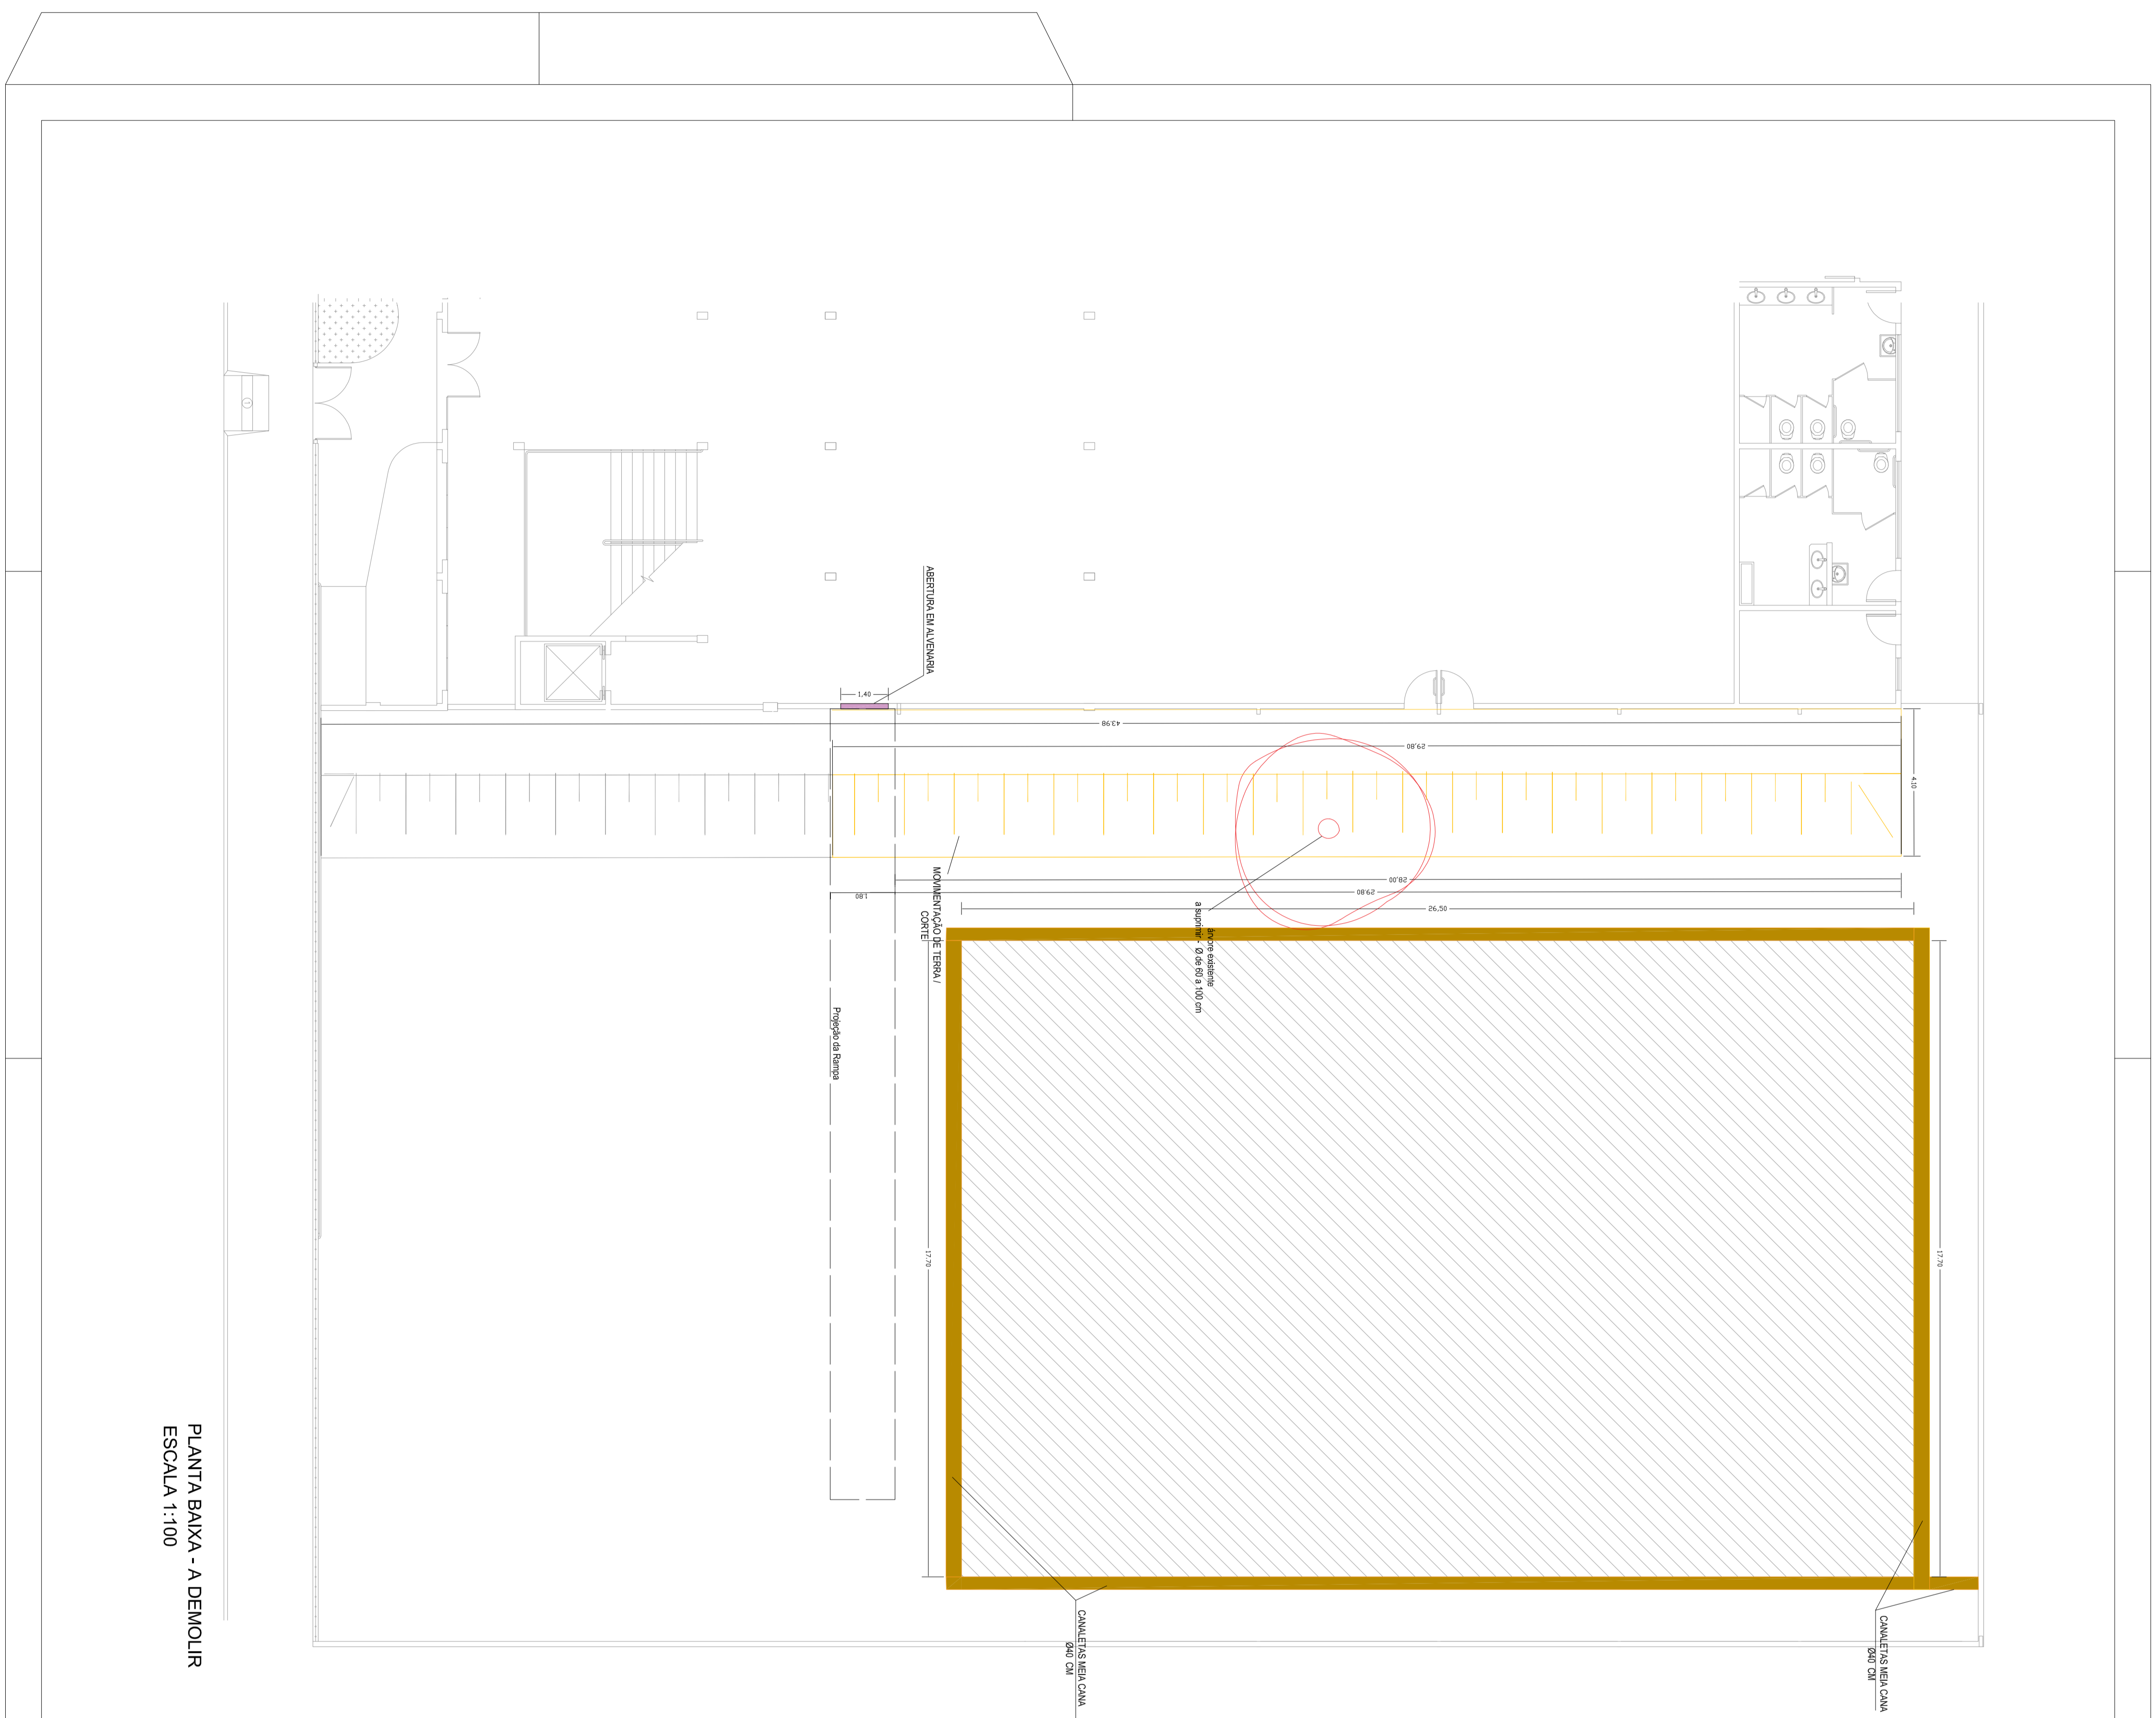 ABERTURA EM ALVENARIA
1,40
43,98
29,80
4,10
28,00
29,80
1,80
26,50
MOVIMENTAÇÃO DE TERRA /
CORTE
árvore existente
a suprimir - Ø de 60 a 100 cm
Projeção da Rampa
17,70
17,70
CANALETAS MEIA CANA
Ø40 CM
CANALETAS MEIA CANA
Ø40 CM
PLANTA BAIXA - A DEMOLIR
ESCALA 1:100